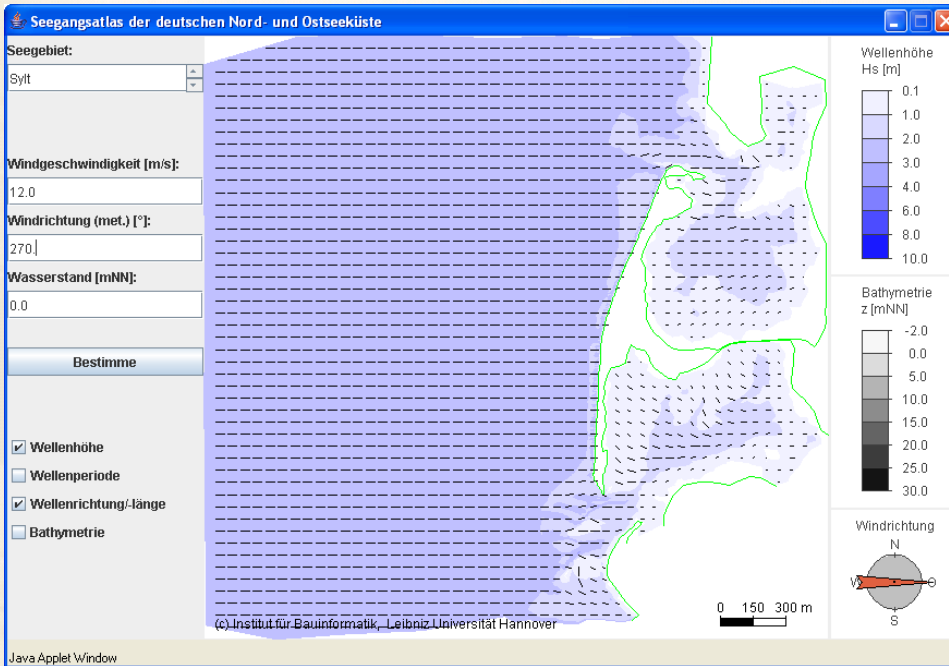 Seegangsatlas der deutschen Nord- und Ostseeküste
Seegebiet:
Sylt
Windgeschwindigkeit [m/s]:
12.0
Windrichtung (met.) [°]:
270.
Wasserstand [mNN]:
0.0
Bestimme
Wellenhöhe
Wellenperiode
Wellenrichtung/-länge
Bathymetrie
(c) Institut für Bauinformatik, Leibniz Universität Hannover
0 150 300 m
Wellenhöhe
Hs [m]
0.1
1.0
2.0
3.0
4.0
6.0
8.0
10.0
Bathymetrie
z [mNN]
-2.0
0.0
5.0
10.0
15.0
20.0
25.0
30.0
Windrichtung
N
W O
S
Java Applet Window